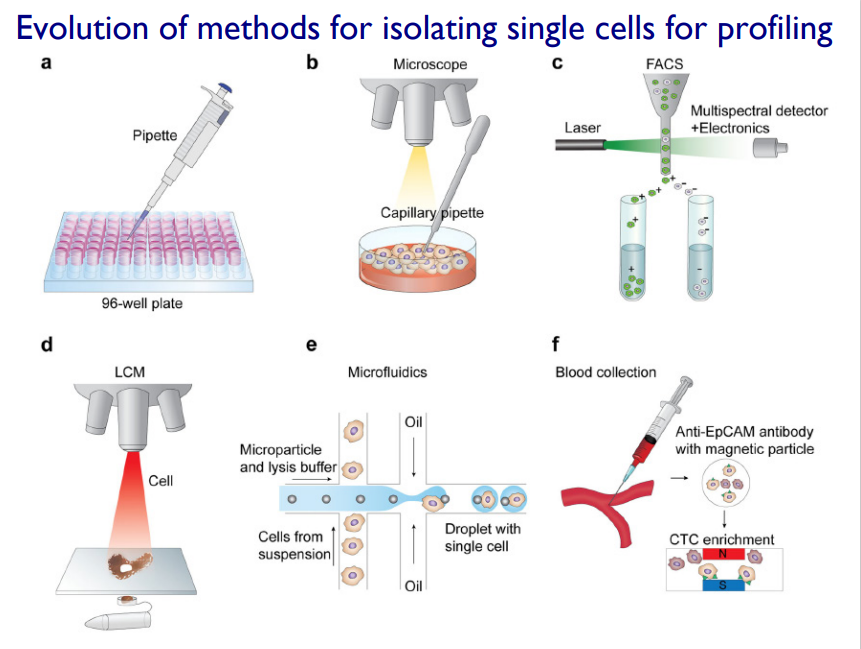 Evolution of methods for isolating single cells for profiling
a
Pipette
96-well plate
b
Microscope
Capillary pipette
c
FACS
Laser
Multispectral detector
+Electronics
+
+
+
+
-
-
-
-
-
d
LCM
Cell
e
Microfluidics
Oil
Microparticle
and lysis buffer
Cells from
suspension
Droplet with
single cell
Oil
f
Blood collection
Anti-EpCAM antibody
with magnetic particle
CTC enrichment
N
S